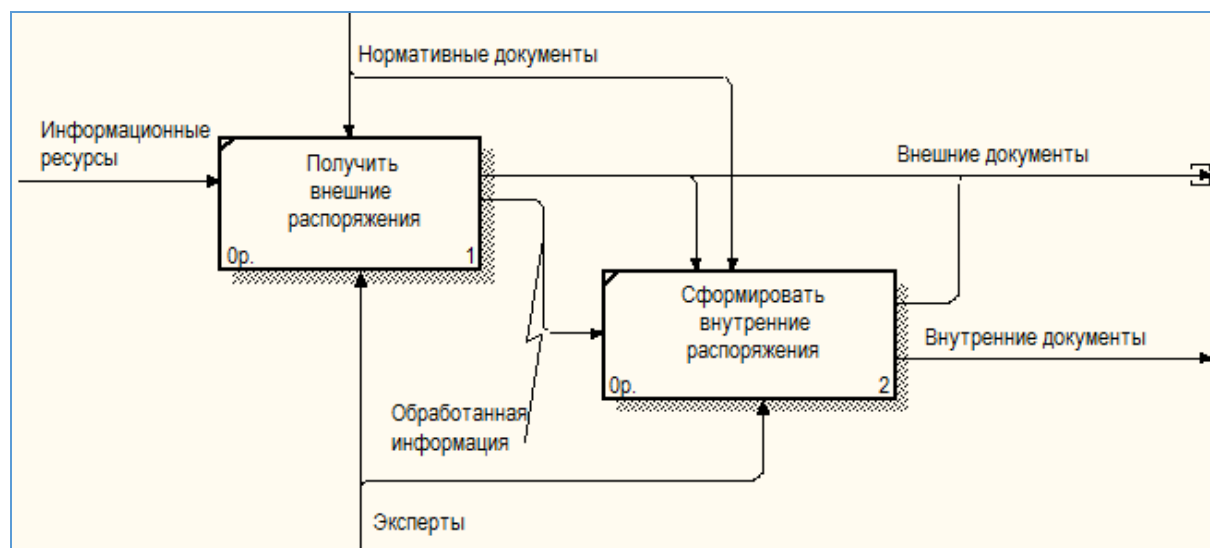 Нормативные документы
Информационные
ресурсы
Получить
внешние
распоряжения
0р.
1
Внешние документы
Сформировать
внутренние
распоряжения
0р.
2
Внутренние документы
Обработанная
информация
Эксперты